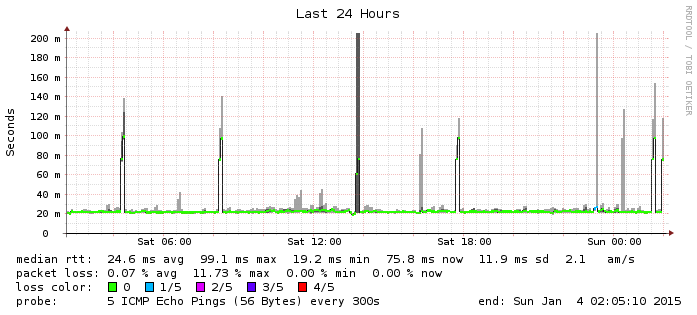 Last 24 Hours
RRDTOOL / TOBI OETIKER
Seconds
200 m
180 m
160 m
140 m
120 m
100 m
80 m
60 m
40 m
20 m
0
Sat 06:00 Sat 12:00 Sat 18:00 Sun 00:00
median rtt: 24.6 ms avg 99.1 ms max 19.2 ms min 75.8 ms now 11.9 ms sd 2.1 am/s
packet loss: 0.07 % avg 11.73 % max 0.00 % min 0.00 % now
loss color: 0 1/5 2/5 3/5 4/5
probe: 5 ICMP Echo Pings (56 Bytes) every 300s end: Sun Jan 4 02:05:10 2015